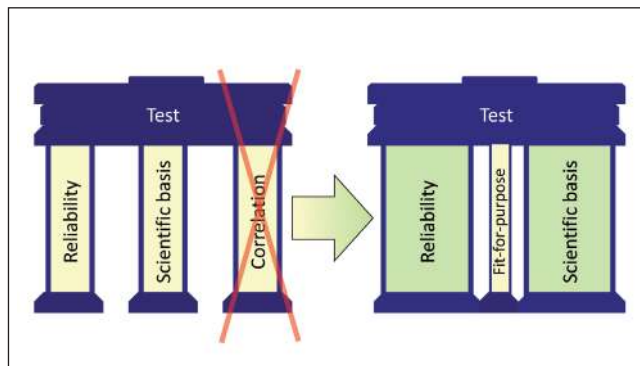 Test
Reliability
Scientific basis
Correlation
Test
Reliability
Fit-for-purpose
Scientific basis